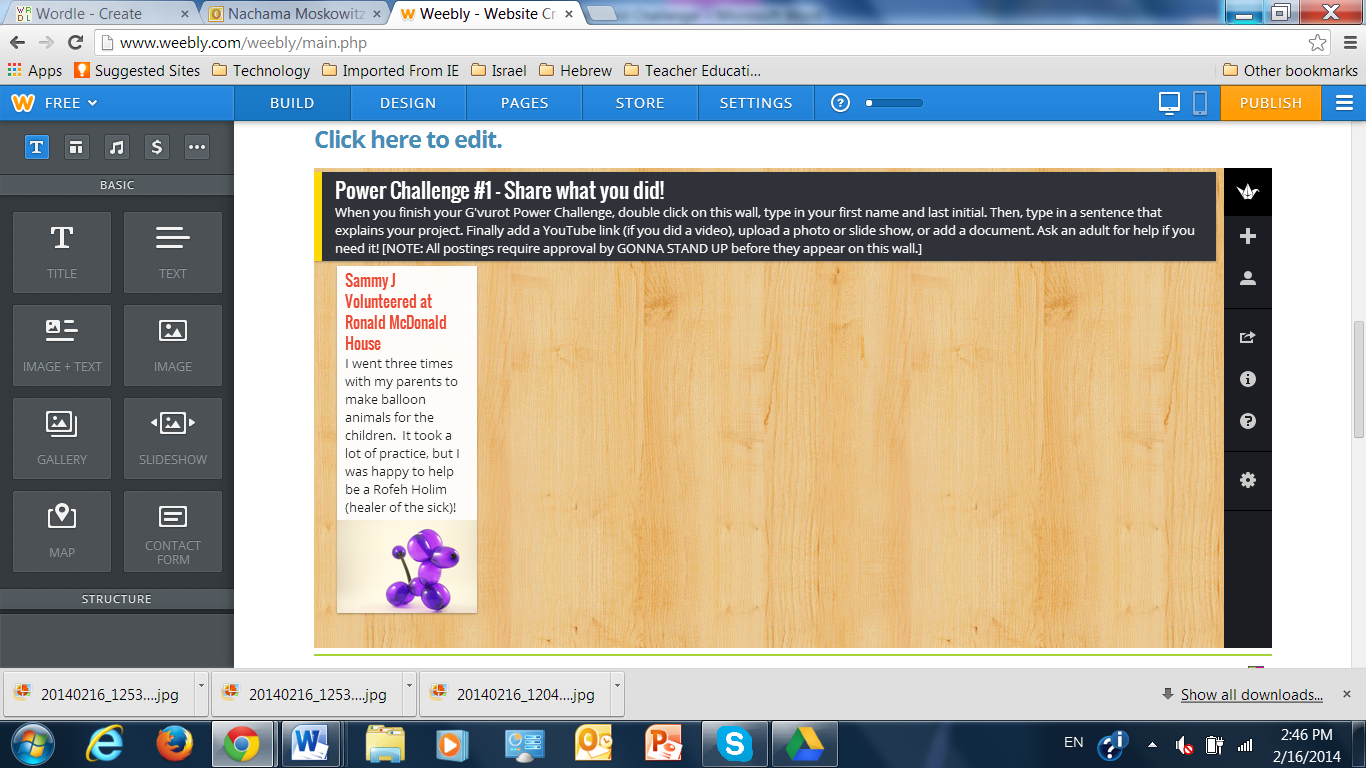 Wordle - Create
Nachama Moskowitz
Weebly - Website Cr
www.weebly.com/weebly/main.php
Apps
Suggested Sites
Technology
Imported From IE
Israel
Hebrew
Teacher Educati...
Other bookmarks
FREE
BUILD
DESIGN
PAGES
STORE
SETTINGS
?
PUBLISH
T
$
BASIC
T
TITLE
TEXT
IMAGE + TEXT
IMAGE
GALLERY
SLIDESHOW
MAP
CONTACT
FORM
STRUCTURE
Click here to edit.
Power Challenge #1 - Share what you did!
When you finish your G'vurot Power Challenge, double click on this wall, type in your first name and last initial. Then, type in a sentence that
explains your project. Finally add a YouTube link (if you did a video), upload a photo or slide show, or add a document. Ask an adult for help if you
need it! [NOTE: All postings require approval by GONNA STAND UP before they appear on this wall.]
Sammy J
Volunteered at
Ronald McDonald
House
I went three times
with my parents to
make balloon
animals for the
children. It took a
lot of practice, but I
was happy to help
be a Rofeh Holim
(healer of the sick)!
20140216_1253....jpg
20140216_1253....jpg
20140216_1204....jpg
Show all downloads...
EN
2:46 PM
2/16/2014